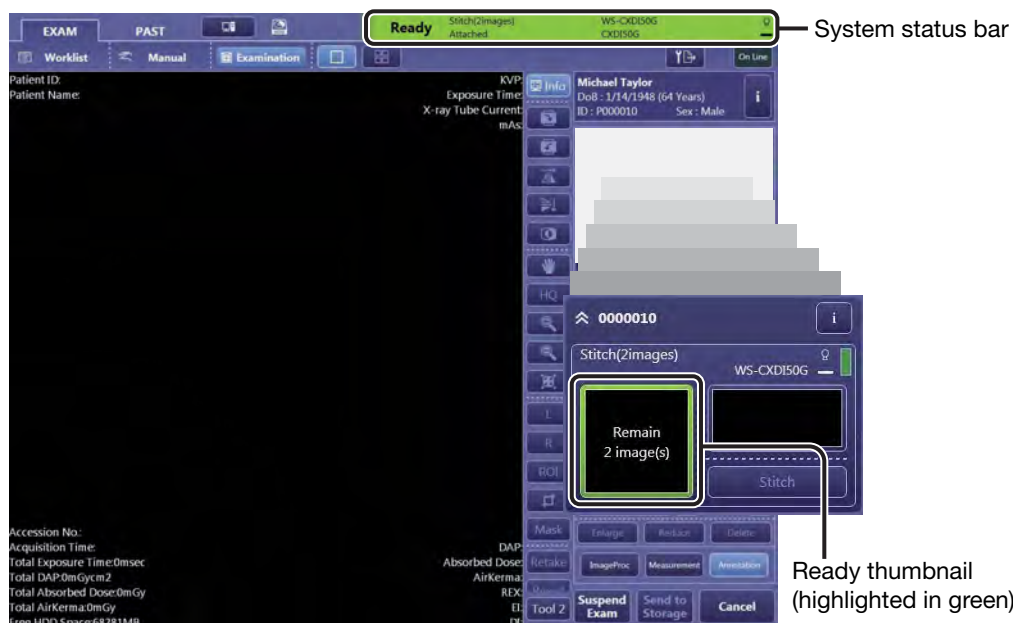 EXAM PAST
Ready Stitch(2images) WS-CXDI50G
Attached CXDI50G
System status bar
Worklist Manual Examination On Line
Patient ID:
Patient Name:
KVP:
Exposure Time:
X-ray Tube Current:
mAs:
Info
Michael Taylor
DoB : 1/14/1948 (64 Years)
ID : P000010 Sex : Male
i
HQ
L
R
ROI
Mask
Retake
Tool 2
0000010 i
Stitch(2images)
WS-CXDI50G
Remain
2 image(s)
Stitch
Enlarge Reduce Delete
ImageProc Measurement Annotation
Suspend Exam Send to Storage Cancel
Accession No.:
Acquisition Time:
Total Exposure Time:0msec
Total DAP:0mGycm2
Total Absorbed Dose:0mGy
Total AirKerma:0mGy
Free HDD Space:68281MB
DAP:
Absorbed Dose:
AirKerma:
REX:
EI:
DI:
Ready thumbnail
(highlighted in green)